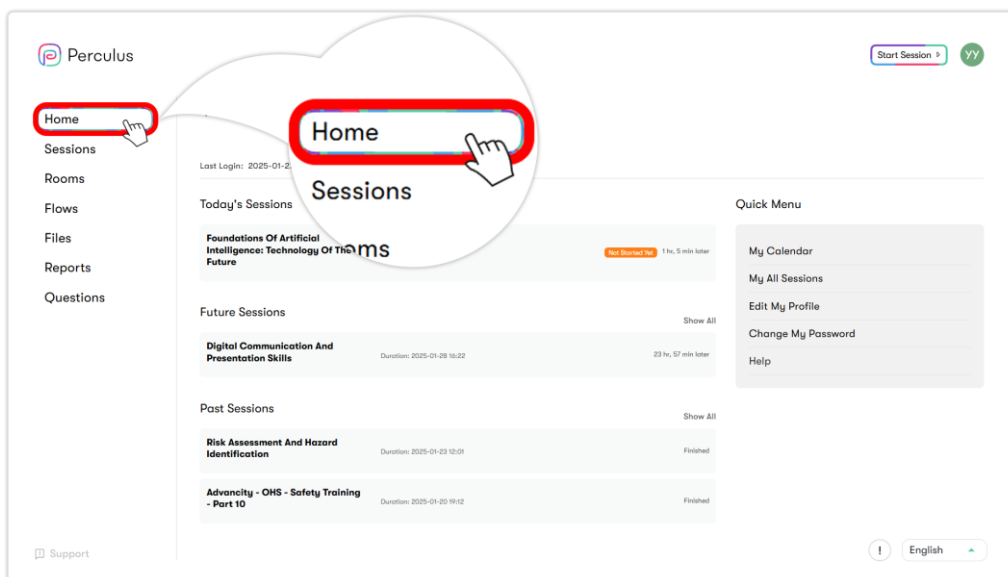 Perculus
Start Session
YY
Home
Sessions
Rooms
Flows
Files
Reports
Questions
Support
Home
Sessions
oms
Last Login: 2025-01-2
Today's Sessions
Foundations Of Artificial
Intelligence: Technology Of The
Future
Not Started Yet
1 hr, 5 min later
Future Sessions
Show All
Digital Communication And
Presentation Skills
Duration: 2025-01-28 16:22
23 hr, 57 min later
Past Sessions
Show All
Risk Assessment And Hazard
Identification
Duration: 2025-01-23 12:01
Finished
Advancity - OHS - Safety Training
- Part 10
Duration: 2025-01-20 19:12
Finished
Quick Menu
My Calendar
My All Sessions
Edit My Profile
Change My Password
Help
!
English